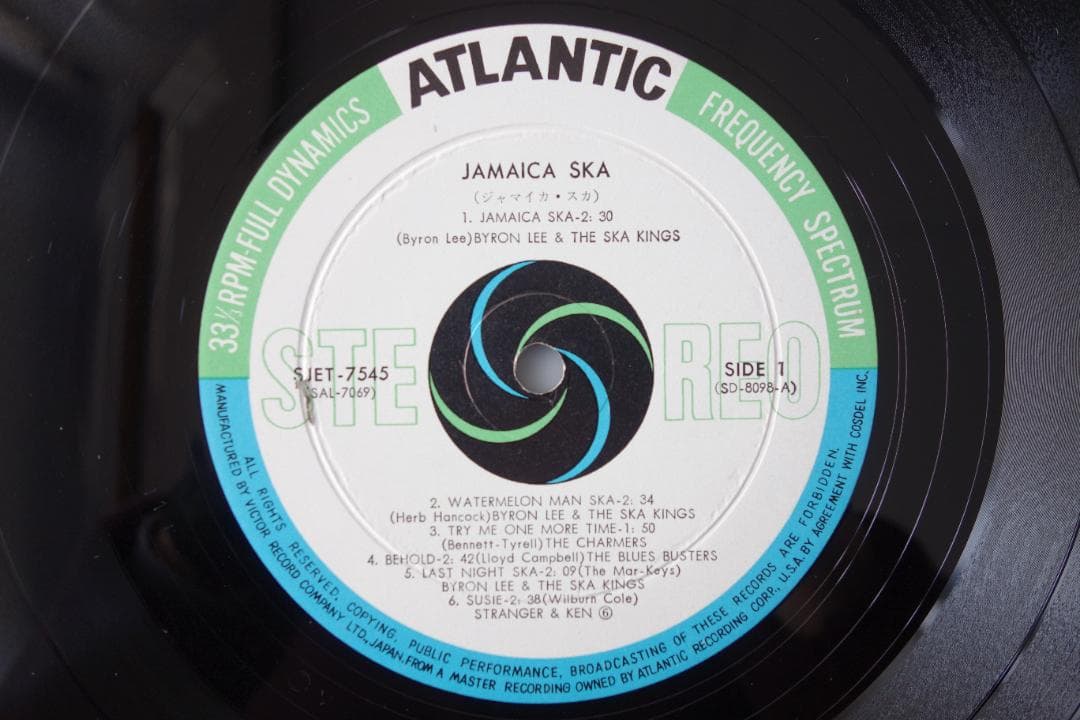 ATLANTIC
33⅓ RPM-FULL DYNAMICS
FREQUENCY SPECTRUM
JAMAICA SKA
(ジャマイカ・スカ)
1. JAMAICA SKA-2: 30
(Byron Lee)BYRON LEE & THE SKA KINGS
STEREO
SJET-7545
(SAL-7069)
SIDE 1
(SD-8098-A)
2. WATERMELON MAN SKA-2: 34
(Herb Hancock)BYRON LEE & THE SKA KINGS
3. TRY ME ONE MORE TIME-1: 50
(Bennett-Tyrell)THE CHARMERS
4. BEHOLD-2: 42(Lloyd Campbell)THE BLUES BUSTERS
5. LAST NIGHT SKA-2: 09(The Mar-Keys)
BYRON LEE & THE SKA KINGS
6. SUSIE-2: 38(Wilburn Cole)
STRANGER & KEN ⑥
ALL RIGHTS RESERVED, COPYING, PUBLIC PERFORMANCE, BROADCASTING OF THESE RECORDS ARE FORBIDDEN.
MANUFACTURED BY VICTOR RECORD COMPANY LTD., JAPAN, FROM A MASTER RECORDING OWNED BY ATLANTIC RECORDING CORP., U.S.A. BY AGREEMENT WITH COSDEL INC.